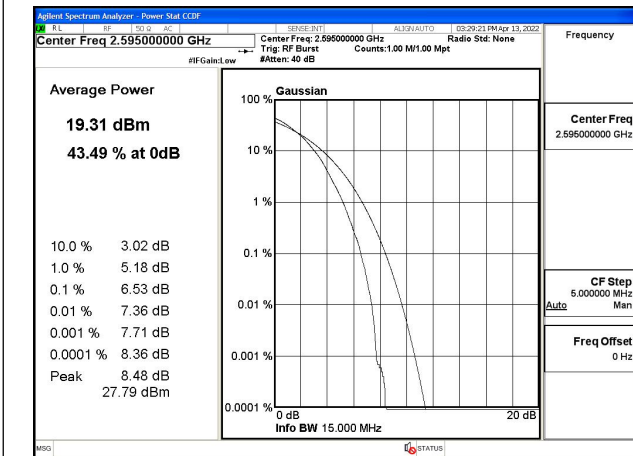 Agilent Spectrum Analyzer - Power Stat CCDF
RL RF 50 Ω AC SENSE:INT ALIGN AUTO 03:29:21 PM Apr 13, 2022
Center Freq 2.595000000 GHz
Center Freq: 2.595000000 GHz Radio Std: None
Trig: RF Burst Counts:1.00 M/1.00 Mpt
#IFGain:Low #Atten: 40 dB
Frequency
Average Power
19.31 dBm
43.49 % at 0dB
10.0 % 3.02 dB
1.0 % 5.18 dB
0.1 % 6.53 dB
0.01 % 7.36 dB
0.001 % 7.71 dB
0.0001 % 8.36 dB
Peak 8.48 dB
27.79 dBm
Gaussian
100 %
10 %
1 %
0.1 %
0.01 %
0.001 %
0.0001 %
0 dB 20 dB
Info BW 15.000 MHz
Center Freq
2.595000000 GHz
CF Step
5.000000 MHz
Auto Man
Freq Offset
0 Hz
MSG STATUS